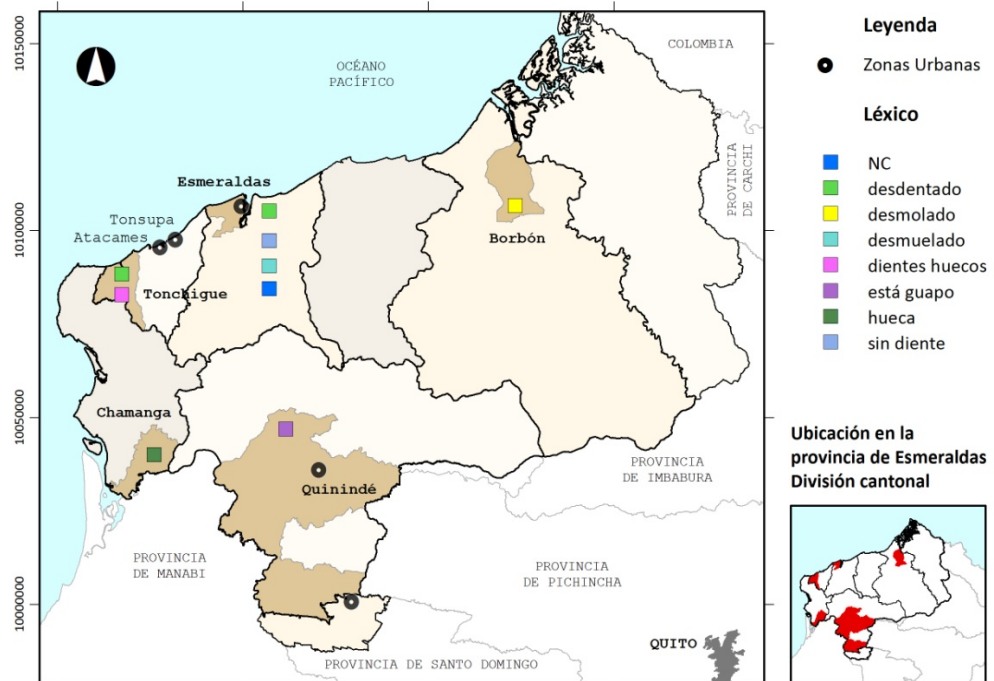 10150000
10100000
10050000
10000000
OCÉANO
PACÍFICO
COLOMBIA
PROVINCIA
DE CARCHI
Esmeraldas
Tonsupa
Atacames
Tonchigue
Borbón
Chamanga
Quinindé
PROVINCIA
DE IMBABURA
PROVINCIA
DE MANABI
PROVINCIA
DE PICHINCHA
QUITO
PROVINCIA DE SANTO DOMINGO
Leyenda
Zonas Urbanas
Léxico
NC
desdentado
desmolado
desmuelado
dientes huecos
está guapo
hueca
sin diente
Ubicación en la
provincia de Esmeraldas
División cantonal